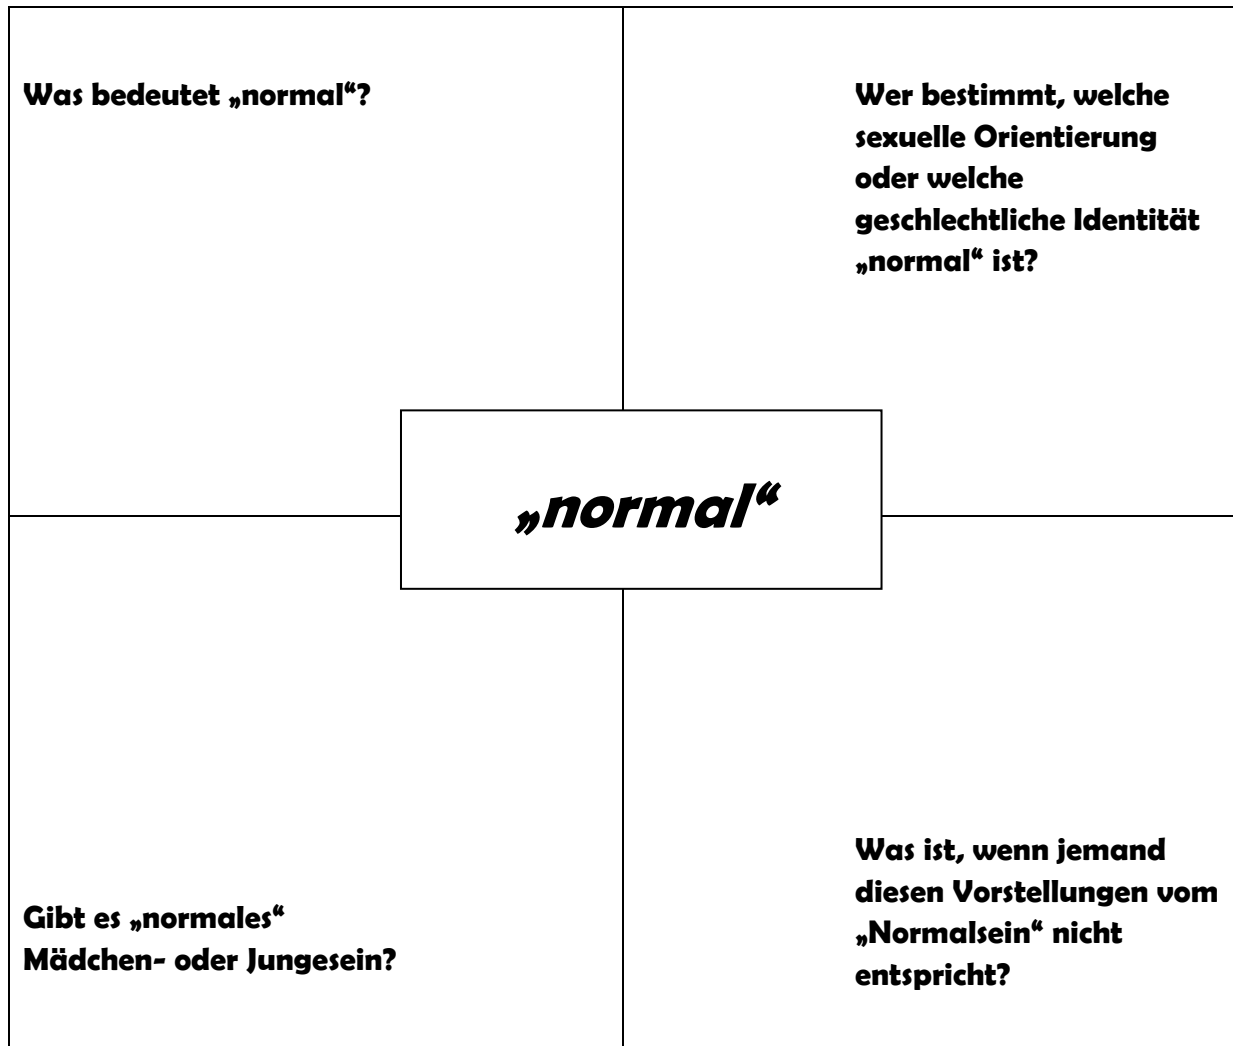 Was bedeutet „normal“?
Wer bestimmt, welche
sexuelle Orientierung
oder welche
geschlechtliche Identität
„normal“ ist?
„normal“
Gibt es „normales“
Mädchen- oder Jungesein?
Was ist, wenn jemand
diesen Vorstellungen vom
„Normalsein“ nicht
entspricht?